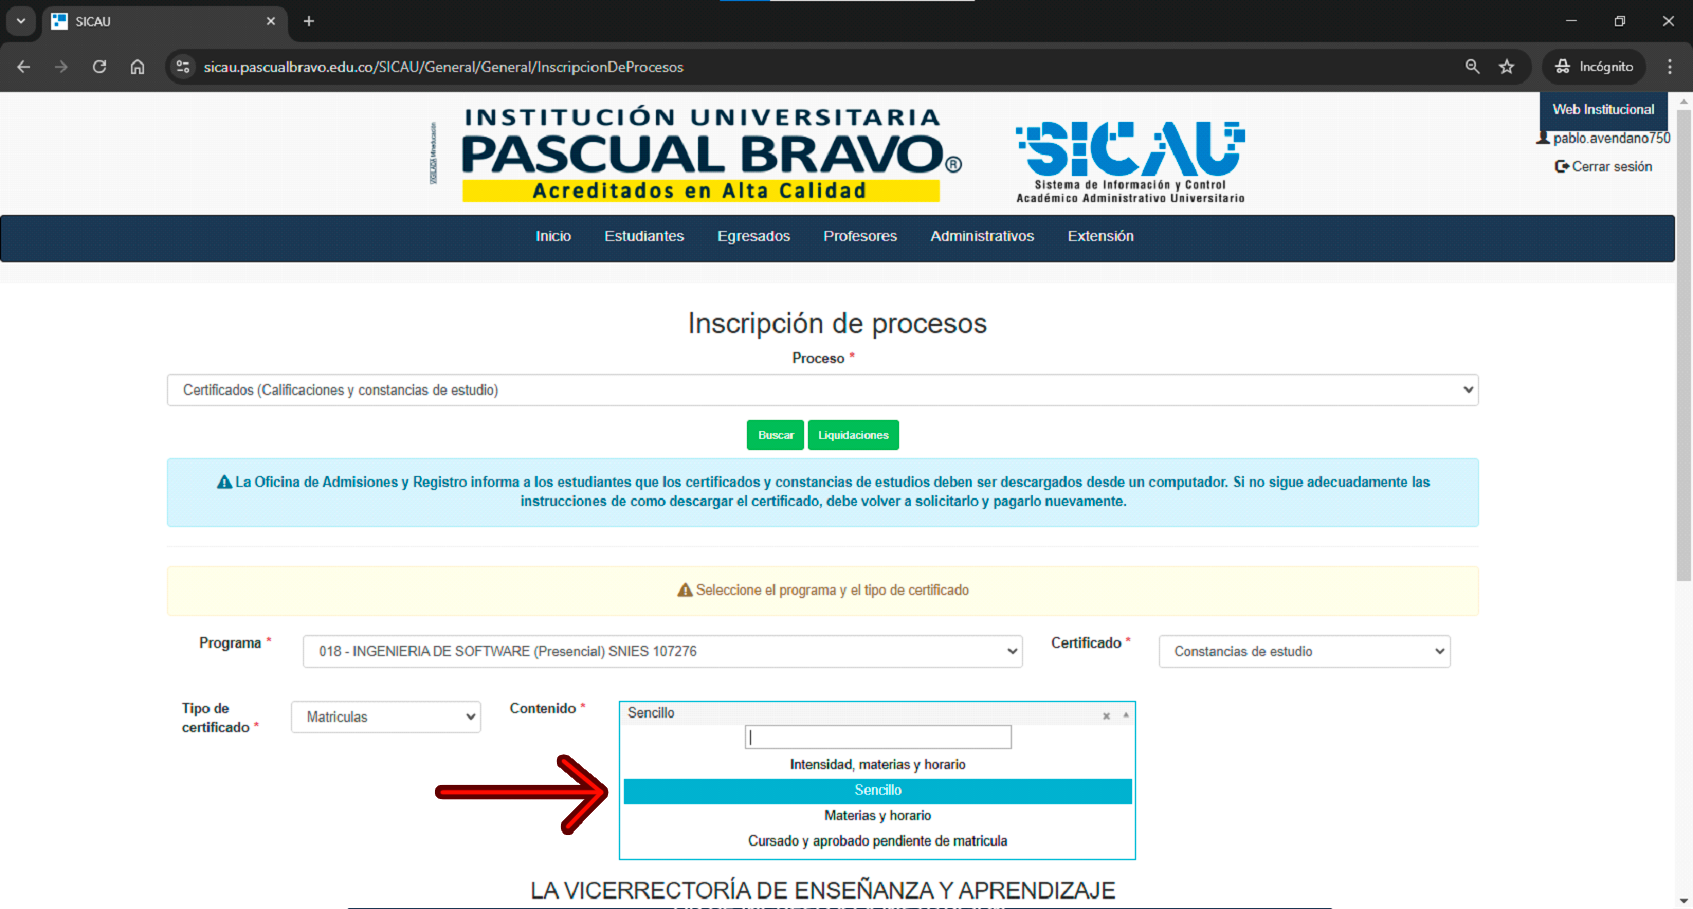 SICAU
sicau.pascualbravo.edu.co/SICAU/General/General/InscripcionDeProcesos
Incógnito
INSTITUCIÓN UNIVERSITARIA
PASCUAL BRAVO®
Acreditados en Alta Calidad
VIGILADA Mineducación
SICAU
Sistema de Información y Control
Académico Administrativo Universitario
Web Institucional
pablo.avendano750
Cerrar sesión
Inicio Estudiantes Egresados Profesores Administrativos Extensión
Inscripción de procesos
Proceso *
Certificados (Calificaciones y constancias de estudio)
Buscar Liquidaciones
La Oficina de Admisiones y Registro informa a los estudiantes que los certificados y constancias de estudios deben ser descargados desde un computador. Si no sigue adecuadamente las
instrucciones de como descargar el certificado, debe volver a solicitarlo y pagarlo nuevamente.
Seleccione el programa y el tipo de certificado
Programa * 018 - INGENIERIA DE SOFTWARE (Presencial) SNIES 107276 Certificado * Constancias de estudio
Tipo de
certificado * Matriculas Contenido * Sencillo
Intensidad, materias y horario
Sencillo
Materias y horario
Cursado y aprobado pendiente de matricula
LA VICERRECTORÍA DE ENSEÑANZA Y APRENDIZAJE